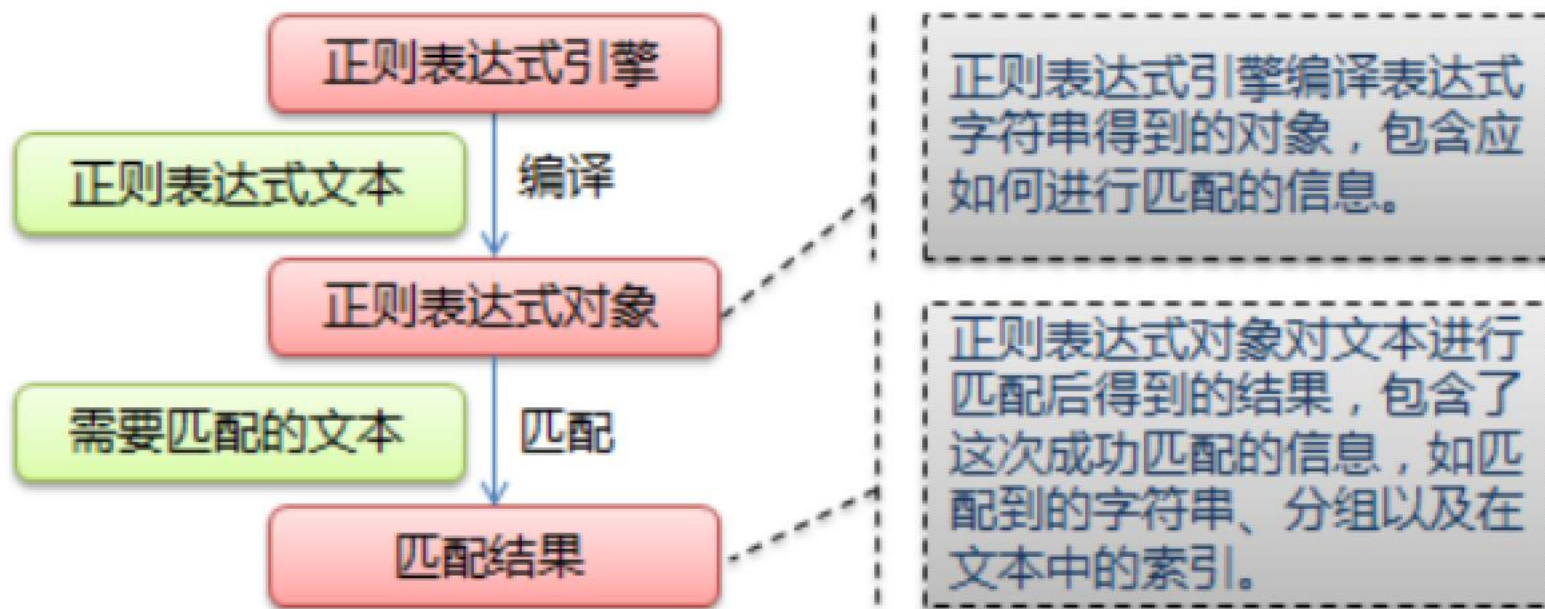 正则表达式引擎
正则表达式文本
编译
正则表达式对象
需要匹配的文本
匹配
匹配结果
正则表达式引擎编译表达式
字符串得到的对象，包含应
如何进行匹配的信息。
正则表达式对象对文本进行
匹配后得到的结果，包含了
这次成功匹配的信息，如匹
配到的字符串、分组以及在
文本中的索引。